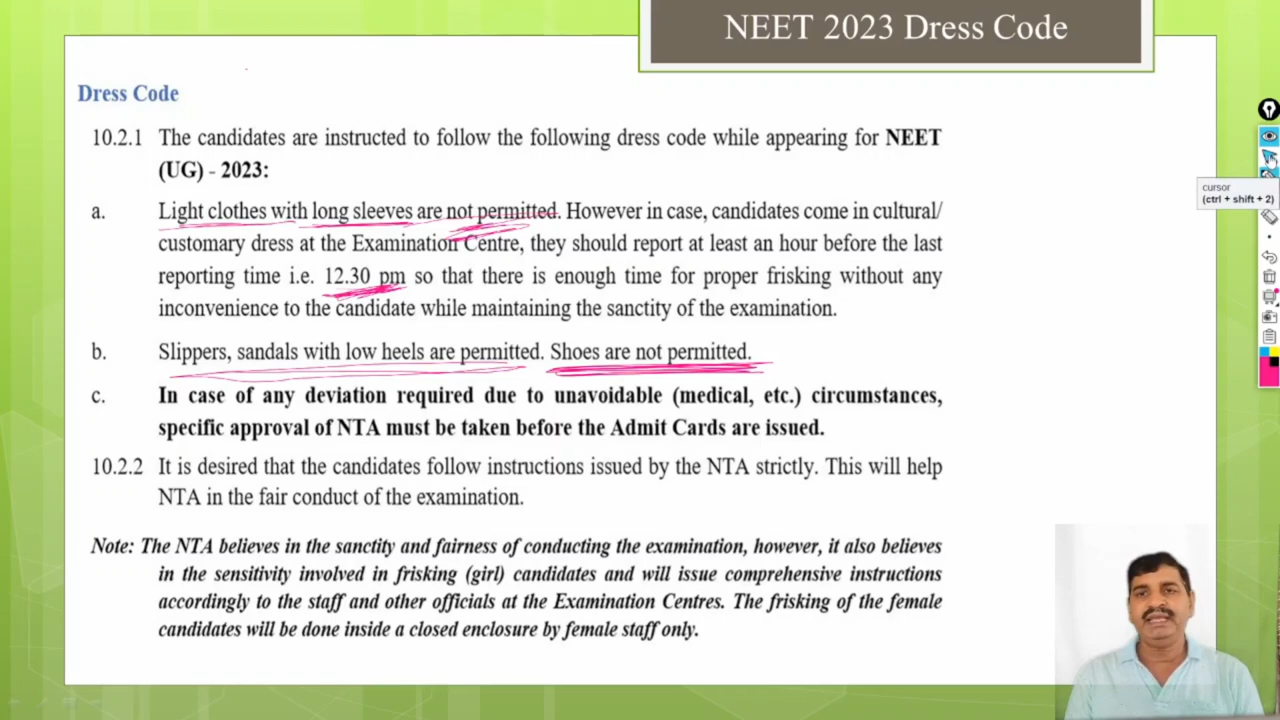 NEET 2023 Dress Code
Dress Code
10.2.1 The candidates are instructed to follow the following dress code while appearing for NEET
(UG) - 2023:
a. Light clothes with long sleeves are not permitted. However in case, candidates come in cultural/
customary dress at the Examination Centre, they should report at least an hour before the last
reporting time i.e. 12.30 pm so that there is enough time for proper frisking without any
inconvenience to the candidate while maintaining the sanctity of the examination.
b. Slippers, sandals with low heels are permitted. Shoes are not permitted.
c. In case of any deviation required due to unavoidable (medical, etc.) circumstances,
specific approval of NTA must be taken before the Admit Cards are issued.
10.2.2 It is desired that the candidates follow instructions issued by the NTA strictly. This will help
NTA in the fair conduct of the examination.
Note: The NTA believes in the sanctity and fairness of conducting the examination, however, it also believes
in the sensitivity involved in frisking (girl) candidates and will issue comprehensive instructions
accordingly to the staff and other officials at the Examination Centres. The frisking of the female
candidates will be done inside a closed enclosure by female staff only.
cursor
(ctrl + shift + 2)